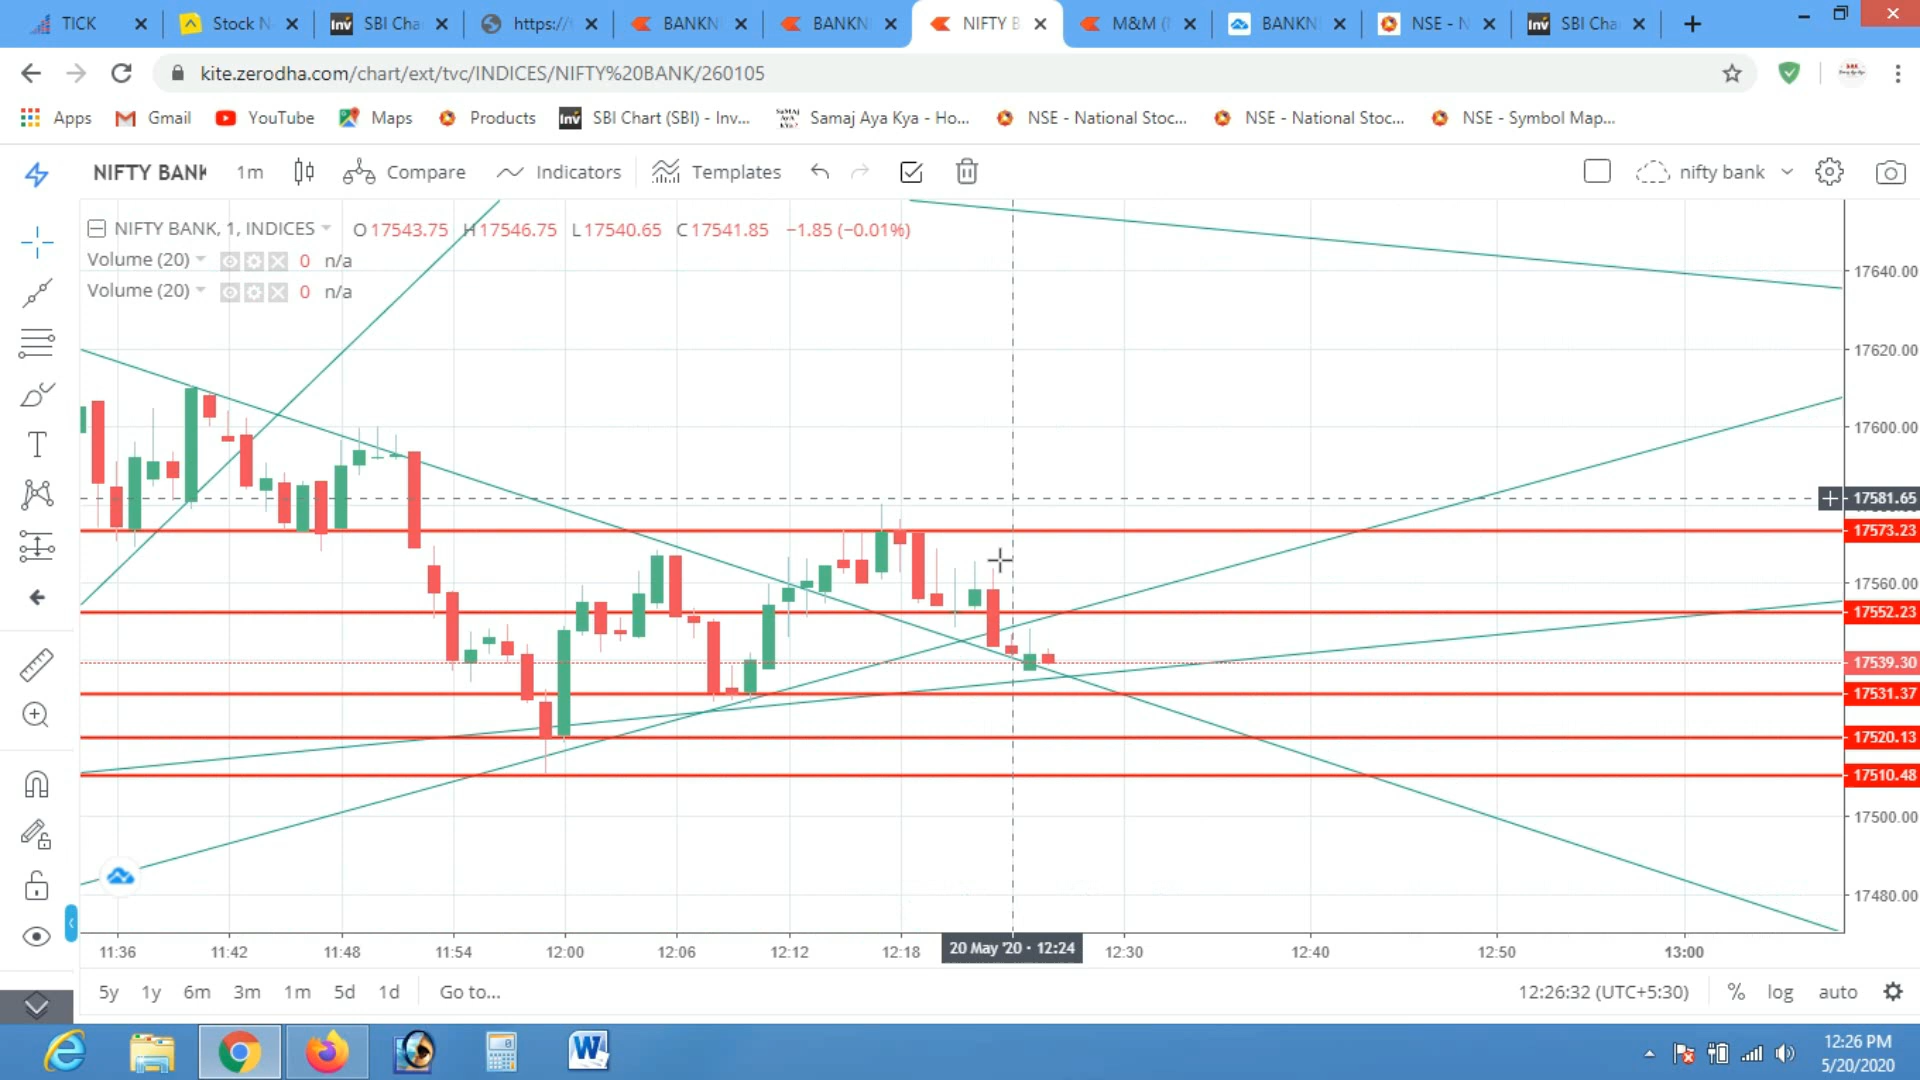 TICK Stock N SBI Cha https:// BANKN BANKN NIFTY B M&M ( BANKN NSE - N SBI Cha
kite.zerodha.com/chart/ext/tvc/INDICES/NIFTY%20BANK/260105
Apps Gmail YouTube Maps Products Inv SBI Chart (SBI) - Inv... Samaj Aya Kya - Ho... NSE - National Stoc... NSE - National Stoc... NSE - Symbol Map...
NIFTY BANK 1m Compare Indicators Templates nifty bank
NIFTY BANK, 1, INDICES O17543.75 H17546.75 L17540.65 C17541.85 −1.85 (−0.01%)
Volume (20) 0 n/a
Volume (20) 0 n/a
17640.00
17620.00
17600.00
17581.65
17573.23
17560.00
17552.23
17539.30
17531.37
17520.13
17510.48
17500.00
17480.00
11:36 11:42 11:48 11:54 12:00 12:06 12:12 12:18 20 May '20 · 12:24 12:30 12:40 12:50 13:00
5y 1y 6m 3m 1m 5d 1d Go to... 12:26:32 (UTC+5:30) % log auto
12:26 PM
5/20/2020